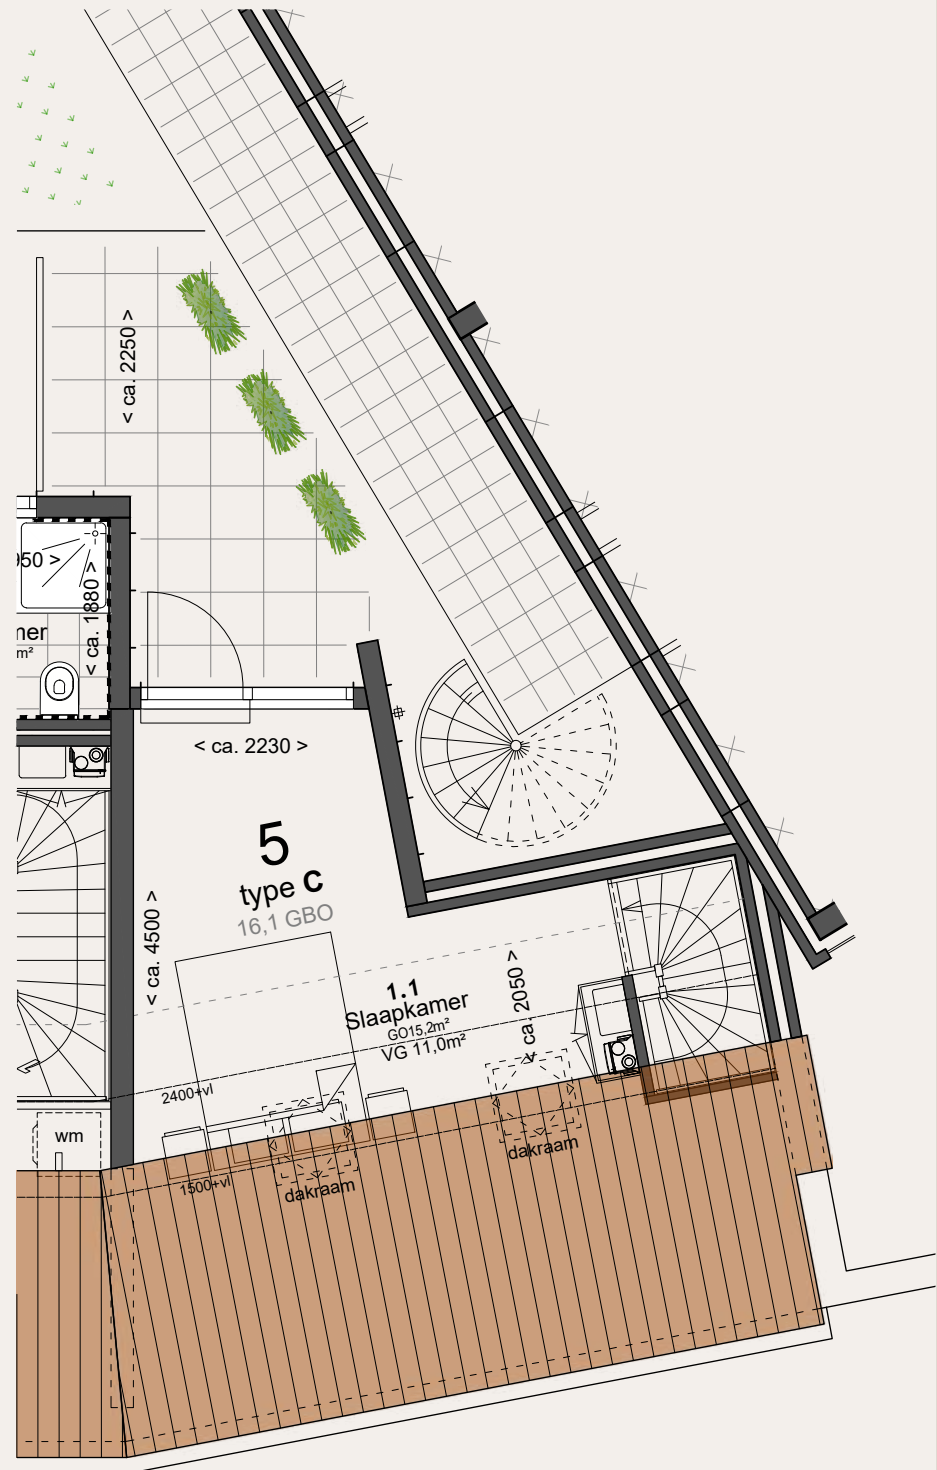 < ca. 2250 >
950 >
< ca. 1880 >
mer
m²
< ca. 2230 >
5
type C
16,1 GBO
< ca. 4500 >
1.1
Slaapkamer
GO15,2m²
VG 11,0m²
< ca. 2050 >
2400+vl
wm
1500+vl
dakraam
dakraam